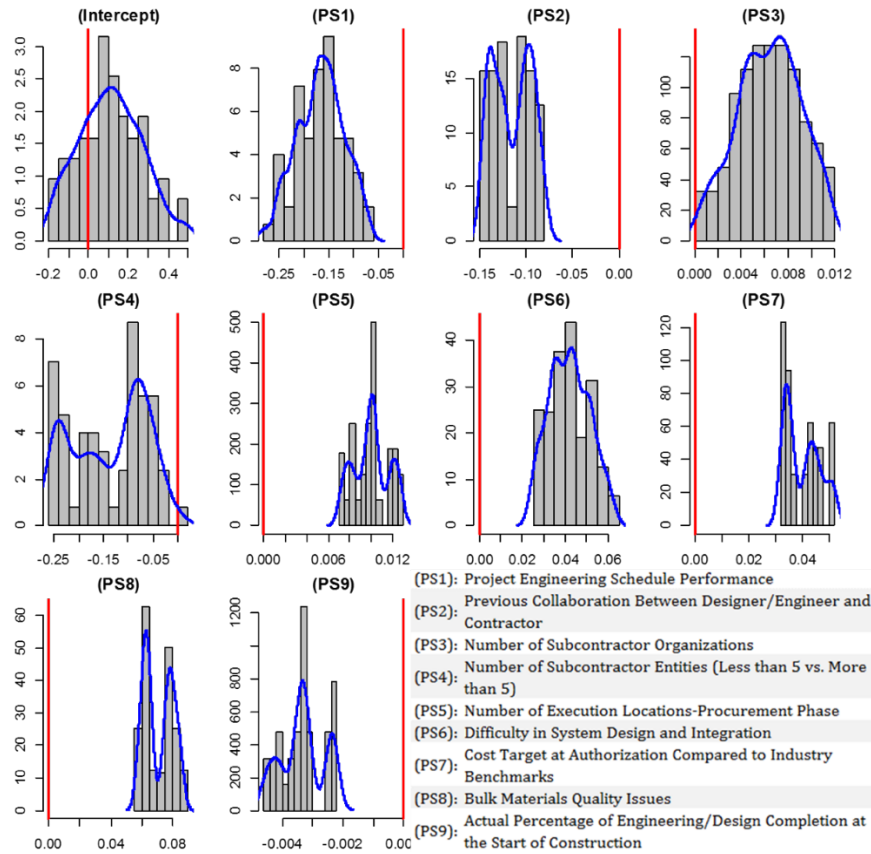 (Intercept)
(PS1)
(PS2)
(PS3)
0.0 0.5 1.0 1.5 2.0 2.5 3.0
0 2 4 6 8
0 5 10 15
0 20 40 60 80 100 120
-0.2 0.0 0.2 0.4
-0.25 -0.15 -0.05
-0.15 -0.10 -0.05 0.00
0.000 0.004 0.008 0.012
(PS4)
(PS5)
(PS6)
(PS7)
0 2 4 6 8
0 100 200 300 400 500
0 10 20 30 40
0 20 40 60 80 100 120
-0.25 -0.15 -0.05
0.000 0.006 0.012
0.00 0.02 0.04 0.06
0.00 0.02 0.04
(PS8)
(PS9)
0 10 20 30 40 50 60
0 200 400 600 800 1200
0.00 0.04 0.08
-0.004 -0.002 0.00
(PS1): Project Engineering Schedule Performance
(PS2): Previous Collaboration Between Designer/Engineer and
Contractor
(PS3): Number of Subcontractor Organizations
(PS4): Number of Subcontractor Entities (Less than 5 vs. More
than 5)
(PS5): Number of Execution Locations-Procurement Phase
(PS6): Difficulty in System Design and Integration
(PS7): Cost Target at Authorization Compared to Industry
Benchmarks
(PS8): Bulk Materials Quality Issues
(PS9): Actual Percentage of Engineering/Design Completion at
the Start of Construction